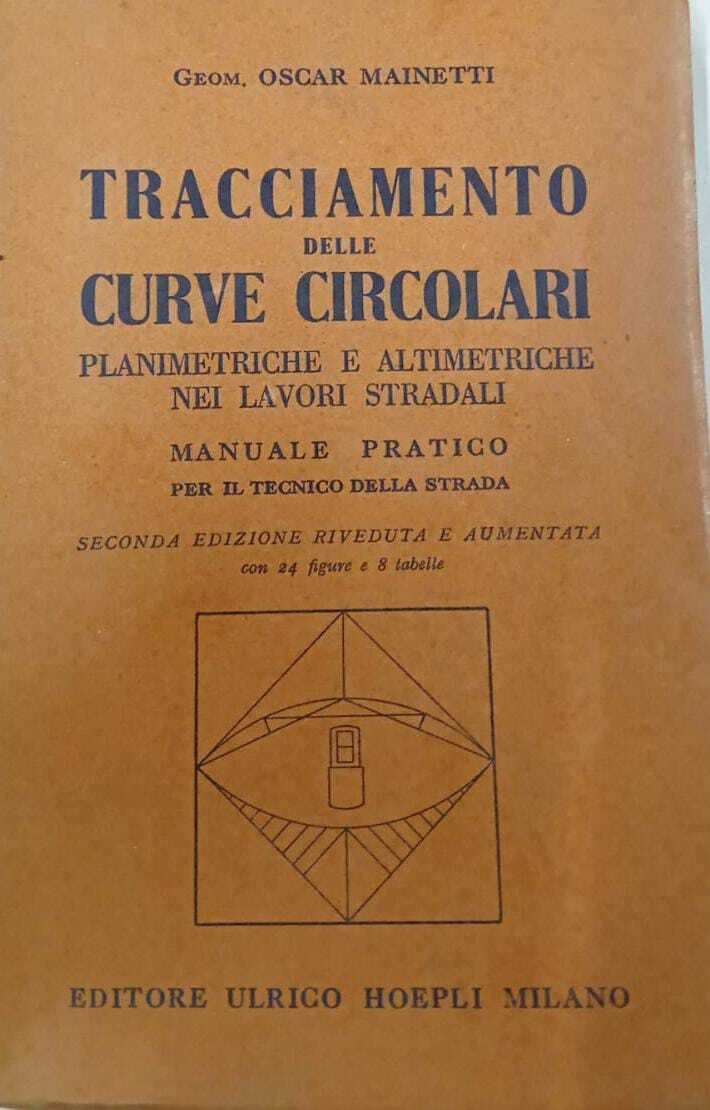 Geom. OSCAR MAINETTI
TRACCIAMENTO
DELLE
CURVE CIRCOLARI
PLANIMETRICHE E ALTIMETRICHE
NEI LAVORI STRADALI
MANUALE PRATICO
PER IL TECNICO DELLA STRADA
SECONDA EDIZIONE RIVEDUTA E AUMENTATA
con 24 figure e 8 tabelle
EDITORE ULRICO HOEPLI MILANO